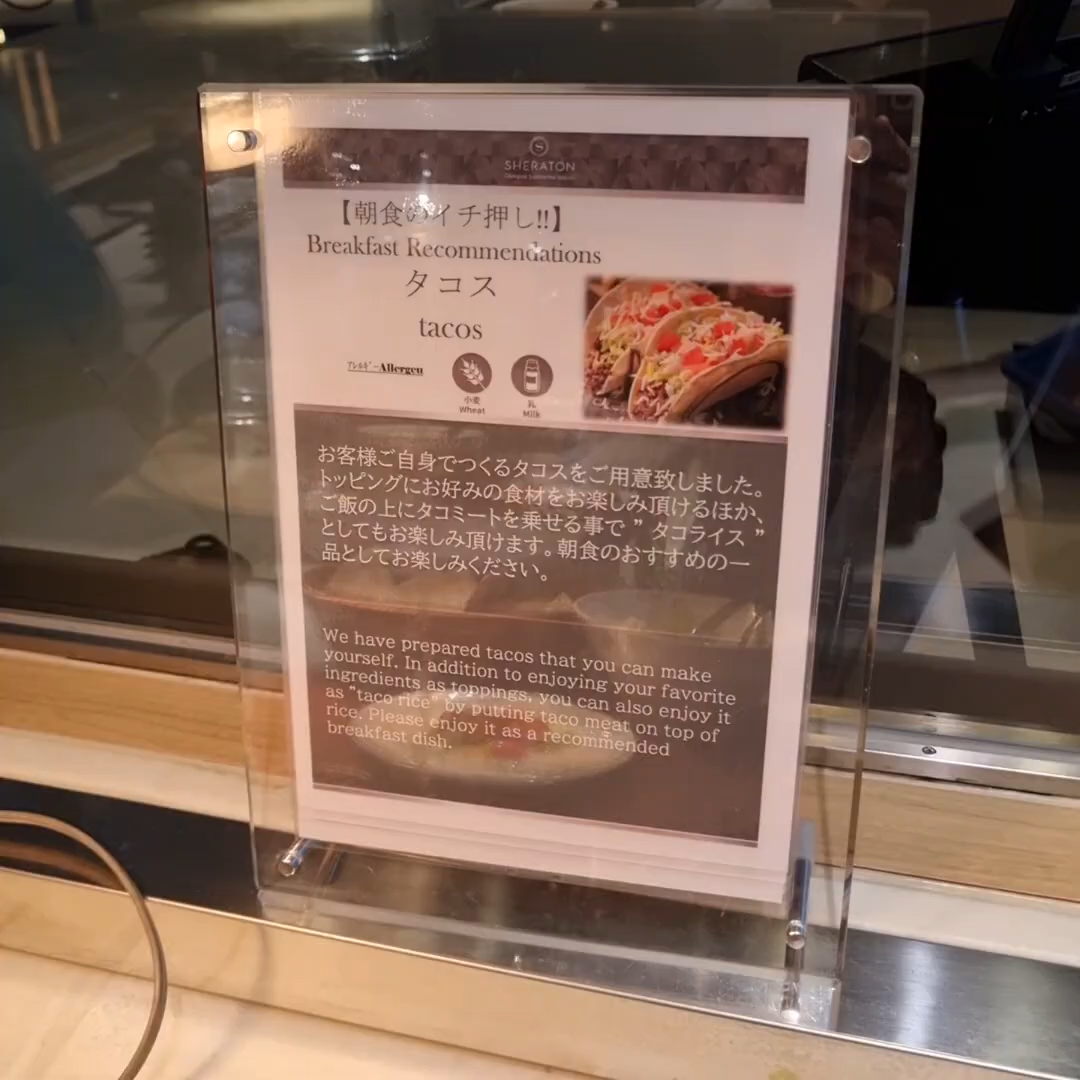 SHERATON
【朝食のイチ押し!!】
Breakfast Recommendations
タコス
tacos
ｱﾚﾙｷﾞｰAllergen
小麦
Wheat
乳
Milk
お客様ご自身でつくるタコスをご用意致しました。
トッピングにお好みの食材をお楽しみ頂けるほか、
ご飯の上にタコミートを乗せる事で ” タコライス ”
としてもお楽しみ頂けます。朝食のおすすめの一
品としてお楽しみください。
We have prepared tacos that you can make
yourself. In addition to enjoying your favorite
ingredients as toppings, you can also enjoy it
as "taco rice" by putting taco meat on top of
rice. Please enjoy it as a recommended
breakfast dish.